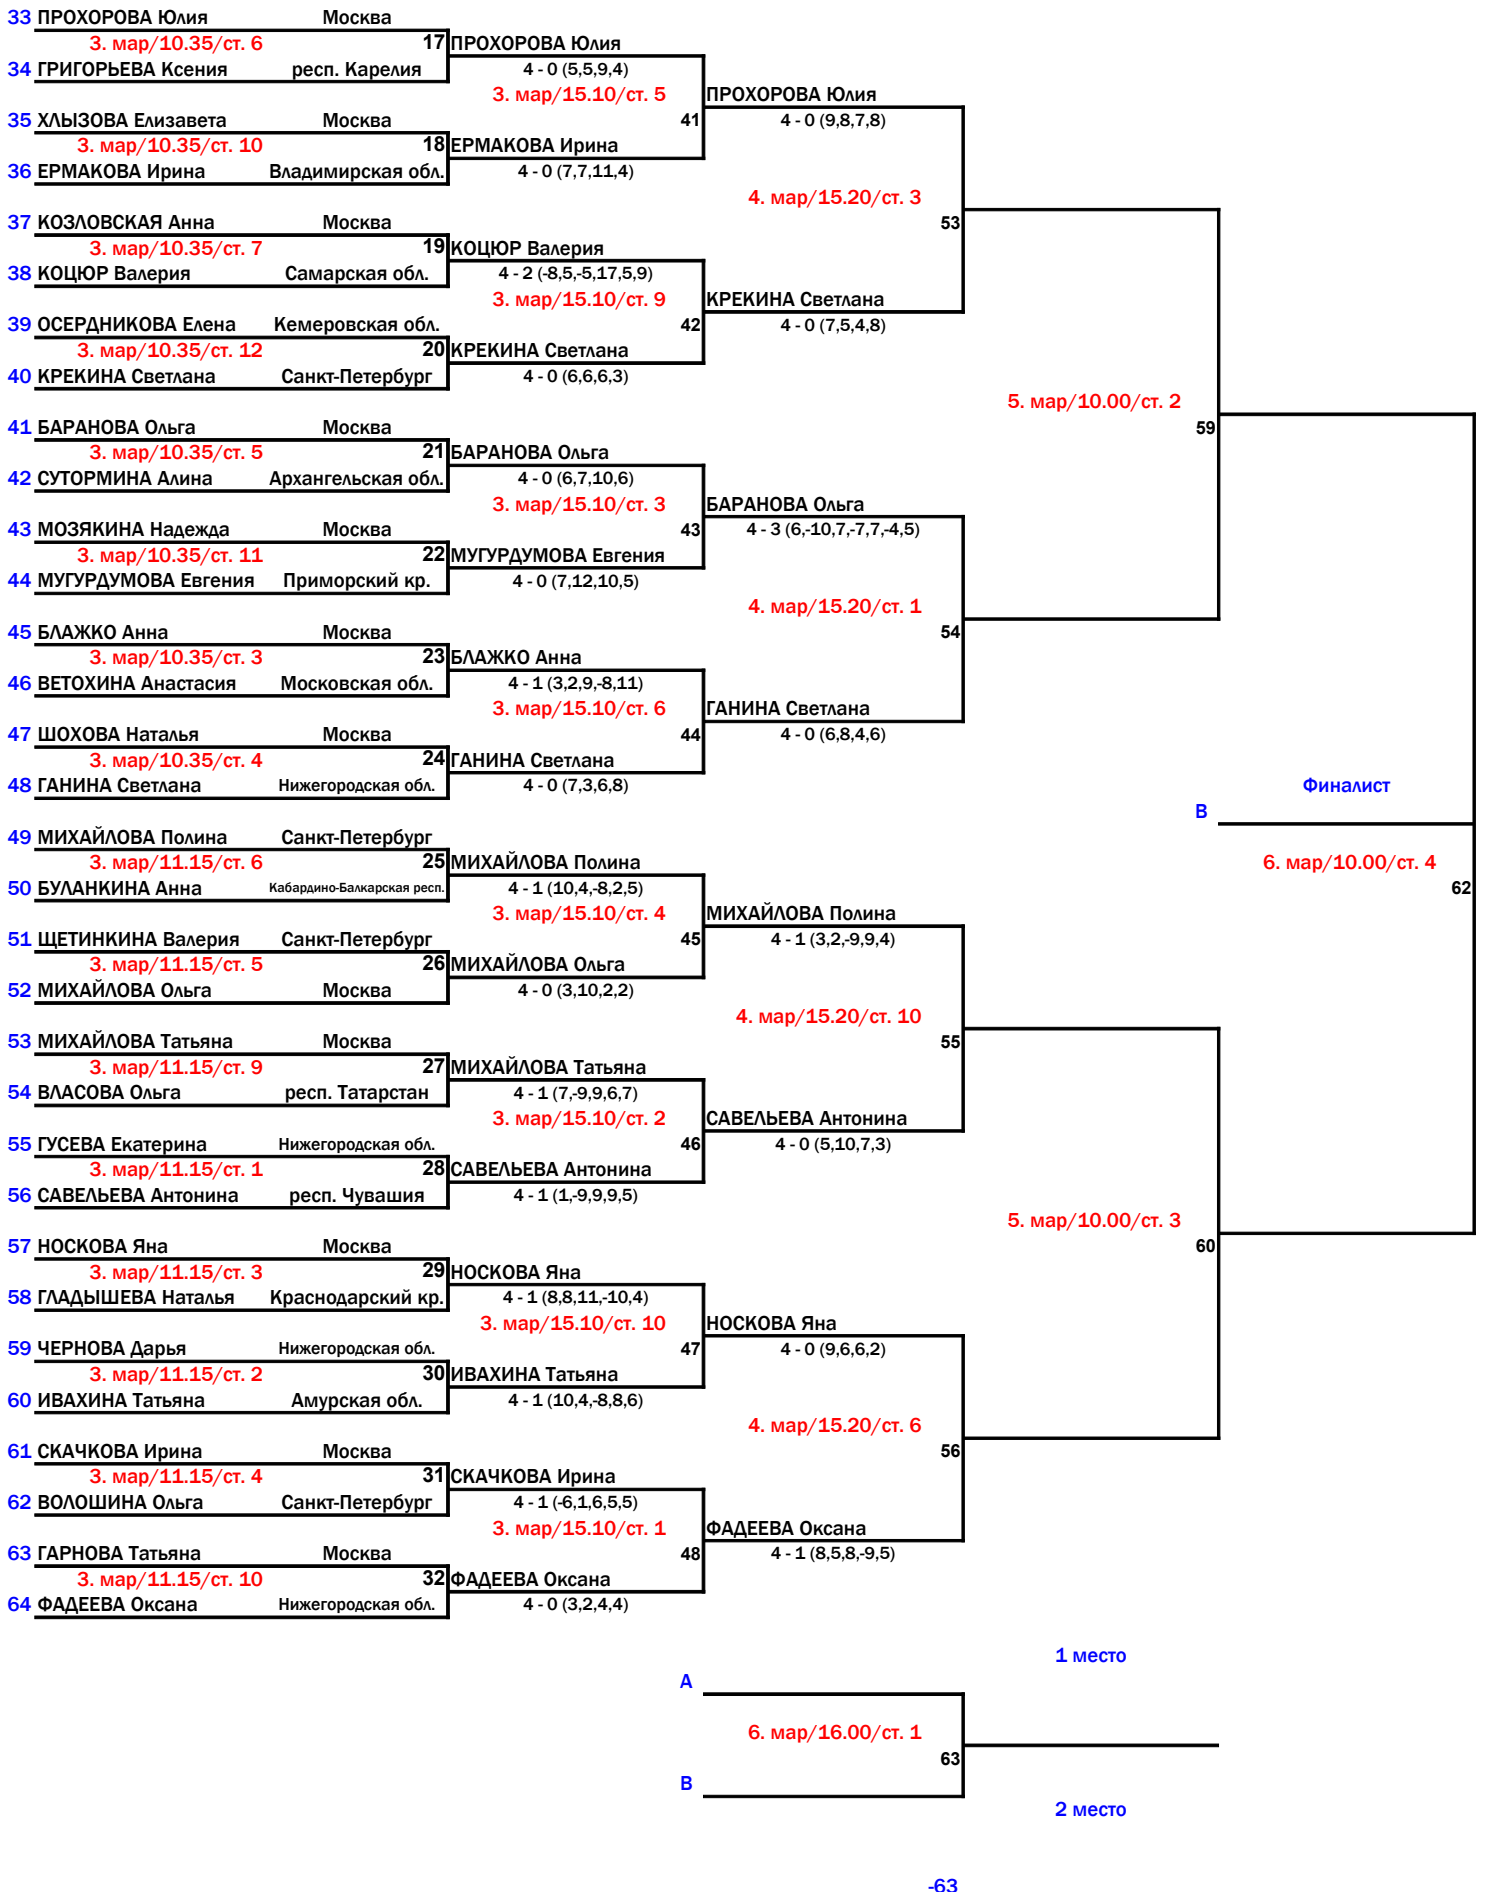 33 ПРОХОРОВА Юлия Москва
3. мар/10.35/ст. 6 17 ПРОХОРОВА Юлия
34 ГРИГОРЬЕВА Ксения респ. Карелия 4 - 0 (5,5,9,4)
3. мар/15.10/ст. 5 ПРОХОРОВА Юлия
35 ХЛЫЗОВА Елизавета Москва 41 4 - 0 (9,8,7,8)
3. мар/10.35/ст. 10 18 ЕРМАКОВА Ирина
36 ЕРМАКОВА Ирина Владимирская обл. 4 - 0 (7,7,11,4)
4. мар/15.20/ст. 3
37 КОЗЛОВСКАЯ Анна Москва 53
3. мар/10.35/ст. 7 19 КОЦЮР Валерия
38 КОЦЮР Валерия Самарская обл. 4 - 2 (-8,5,-5,17,5,9)
3. мар/15.10/ст. 9 КРЕКИНА Светлана
39 ОСЕРДНИКОВА Елена Кемеровская обл. 42 4 - 0 (7,5,4,8)
3. мар/10.35/ст. 12 20 КРЕКИНА Светлана
40 КРЕКИНА Светлана Санкт-Петербург 4 - 0 (6,6,6,3)
5. мар/10.00/ст. 2
41 БАРАНОВА Ольга Москва 59
3. мар/10.35/ст. 5 21 БАРАНОВА Ольга
42 СУТОРМИНА Алина Архангельская обл. 4 - 0 (6,7,10,6)
3. мар/15.10/ст. 3 БАРАНОВА Ольга
43 МОЗЯКИНА Надежда Москва 43 4 - 3 (6,-10,7,-7,7,-4,5)
3. мар/10.35/ст. 11 22 МУГУРДУМОВА Евгения
44 МУГУРДУМОВА Евгения Приморский кр. 4 - 0 (7,12,10,5)
4. мар/15.20/ст. 1
45 БЛАЖКО Анна Москва 54
3. мар/10.35/ст. 3 23 БЛАЖКО Анна
46 ВЕТОХИНА Анастасия Московская обл. 4 - 1 (3,2,9,-8,11)
3. мар/15.10/ст. 6 ГАНИНА Светлана
47 ШОХОВА Наталья Москва 44 4 - 0 (6,8,4,6)
3. мар/10.35/ст. 4 24 ГАНИНА Светлана
48 ГАНИНА Светлана Нижегородская обл. 4 - 0 (7,3,6,8) Финалист
B
49 МИХАЙЛОВА Полина Санкт-Петербург
3. мар/11.15/ст. 6 25 МИХАЙЛОВА Полина 6. мар/10.00/ст. 4
50 БУЛАНКИНА Анна Кабардино-Балкарская респ. 4 - 1 (10,4,-8,2,5) 62
3. мар/15.10/ст. 4 МИХАЙЛОВА Полина
51 ЩЕТИНКИНА Валерия Санкт-Петербург 45 4 - 1 (3,2,-9,9,4)
3. мар/11.15/ст. 5 26 МИХАЙЛОВА Ольга
52 МИХАЙЛОВА Ольга Москва 4 - 0 (3,10,2,2)
4. мар/15.20/ст. 10
53 МИХАЙЛОВА Татьяна Москва 55
3. мар/11.15/ст. 9 27 МИХАЙЛОВА Татьяна
54 ВЛАСОВА Ольга респ. Татарстан 4 - 1 (7,-9,9,6,7)
3. мар/15.10/ст. 2 САВЕЛЬЕВА Антонина
55 ГУСЕВА Екатерина Нижегородская обл. 46 4 - 0 (5,10,7,3)
3. мар/11.15/ст. 1 28 САВЕЛЬЕВА Антонина
56 САВЕЛЬЕВА Антонина респ. Чувашия 4 - 1 (1,-9,9,9,5)
5. мар/10.00/ст. 3
57 НОСКОВА Яна Москва 60
3. мар/11.15/ст. 3 29 НОСКОВА Яна
58 ГЛАДЫШЕВА Наталья Краснодарский кр. 4 - 1 (8,8,11,-10,4)
3. мар/15.10/ст. 10 НОСКОВА Яна
59 ЧЕРНОВА Дарья Нижегородская обл. 47 4 - 0 (9,6,6,2)
3. мар/11.15/ст. 2 30 ИВАХИНА Татьяна
60 ИВАХИНА Татьяна Амурская обл. 4 - 1 (10,4,-8,8,6)
4. мар/15.20/ст. 6
61 СКАЧКОВА Ирина Москва 56
3. мар/11.15/ст. 4 31 СКАЧКОВА Ирина
62 ВОЛОШИНА Ольга Санкт-Петербург 4 - 1 (-6,1,6,5,5)
3. мар/15.10/ст. 1 ФАДЕЕВА Оксана
63 ГАРНОВА Татьяна Москва 48 4 - 1 (8,5,8,-9,5)
3. мар/11.15/ст. 10 32 ФАДЕЕВА Оксана
64 ФАДЕЕВА Оксана Нижегородская обл. 4 - 0 (3,2,4,4)
1 место
A
6. мар/16.00/ст. 1
63
B
2 место
-63